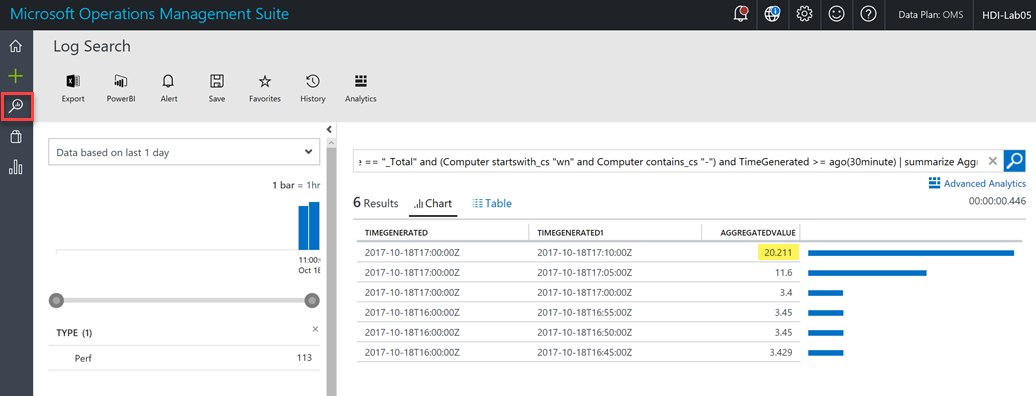 Microsoft Operations Management Suite
Data Plan: OMS
HDI-Lab05
Log Search
Export
PowerBI
Alert
Save
Favorites
History
Analytics
Data based on last 1 day
1 bar = 1hr
11:00:
Oct 18
TYPE (1)
Perf 113
e == "_Total" and (Computer startswith_cs "wn" and Computer contains_cs "-") and TimeGenerated >= ago(30minute) | summarize Aggr
Advanced Analytics
6 Results
Chart
Table
00:00:00.446
TIMEGENERATED TIMEGENERATED1 AGGREGATEDVALUE
2017-10-18T17:00:00Z 2017-10-18T17:10:00Z 20.211
2017-10-18T17:00:00Z 2017-10-18T17:05:00Z 11.6
2017-10-18T17:00:00Z 2017-10-18T17:00:00Z 3.4
2017-10-18T16:00:00Z 2017-10-18T16:55:00Z 3.45
2017-10-18T16:00:00Z 2017-10-18T16:50:00Z 3.45
2017-10-18T16:00:00Z 2017-10-18T16:45:00Z 3.429